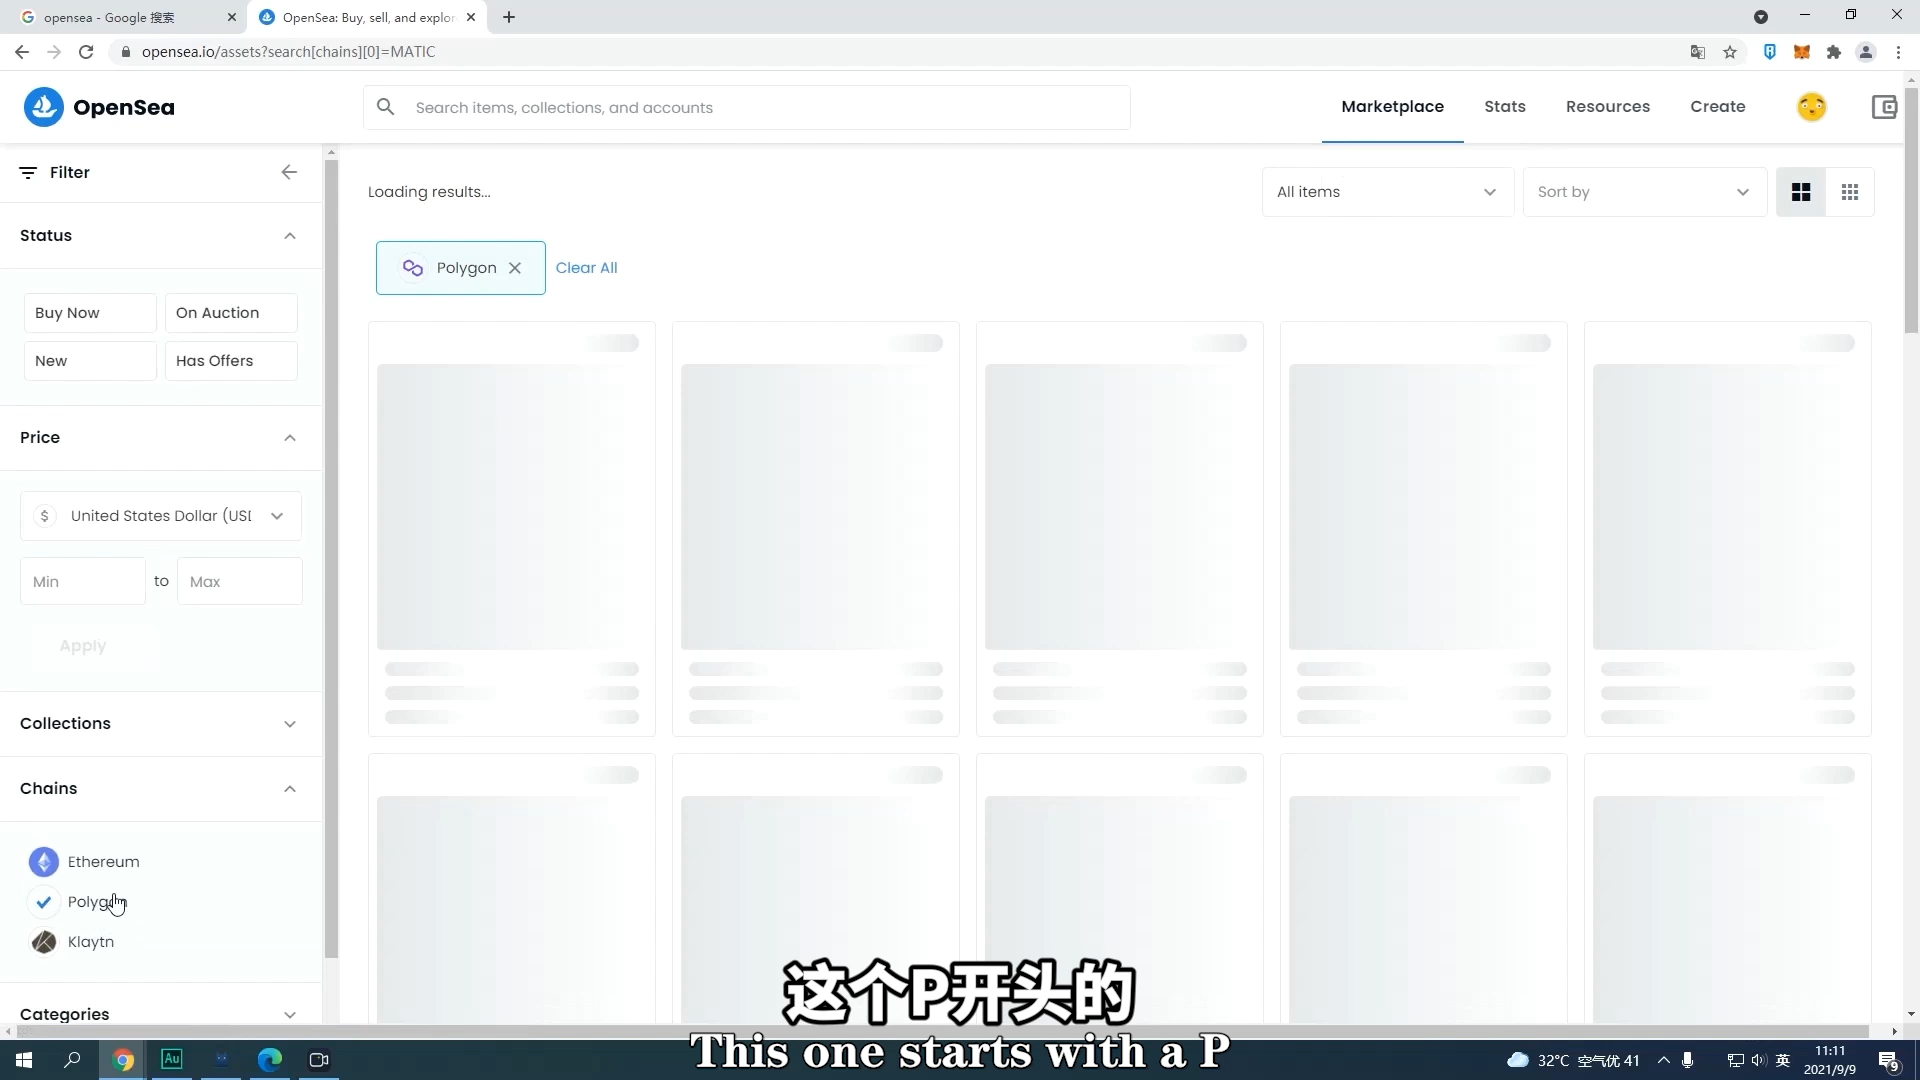 opensea - Google 搜索
OpenSea: Buy, sell, and explor
opensea.io/assets?search[chains][0]=MATIC
OpenSea
Search items, collections, and accounts
Marketplace
Stats
Resources
Create
Filter
Loading results...
All items
Sort by
Status
Polygon
Clear All
Buy Now
On Auction
New
Has Offers
Price
$ United States Dollar (USD
Min
to
Max
Apply
Collections
Chains
Ethereum
Polygon
Klaytn
Categories
这个P开头的
This one starts with a P
Au
32°C 空气优 41
英
11:11
2021/9/9
9